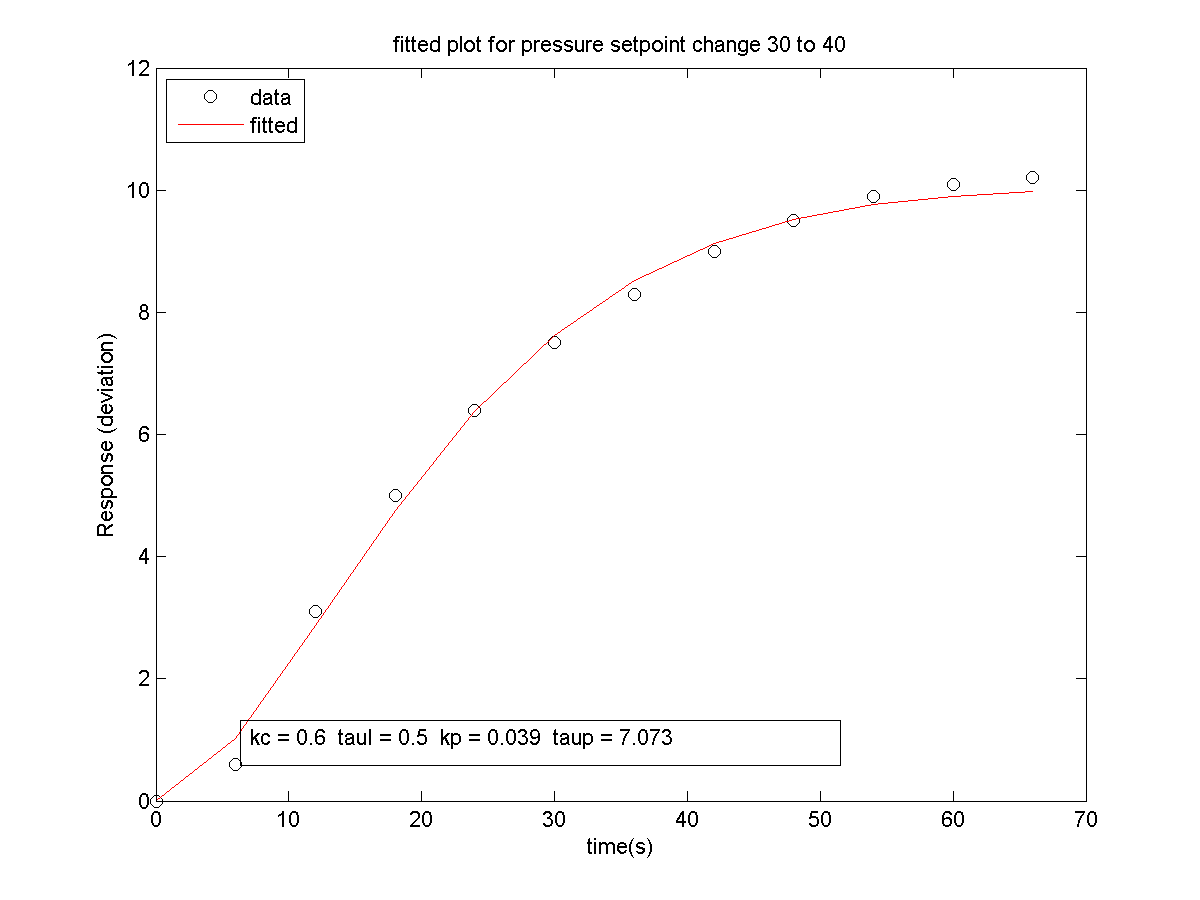 fitted plot for pressure setpoint change 30 to 40
12
10
8
6
4
2
0
data
fitted
Response (deviation)
kc = 0.6  tauI = 0.5  kp = 0.039  taup = 7.073
0 10 20 30 40 50 60 70
time(s)